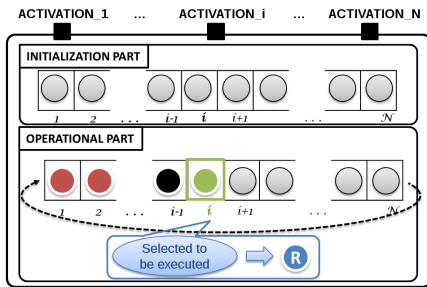 ACTIVATION_1 ... ACTIVATION_i ... ACTIVATION_N
INITIALIZATION PART
1 2 ... i-1 i i+1 ... N
OPERATIONAL PART
1 2 ... i-1 i i+1 ... N
Selected to
be executed
R